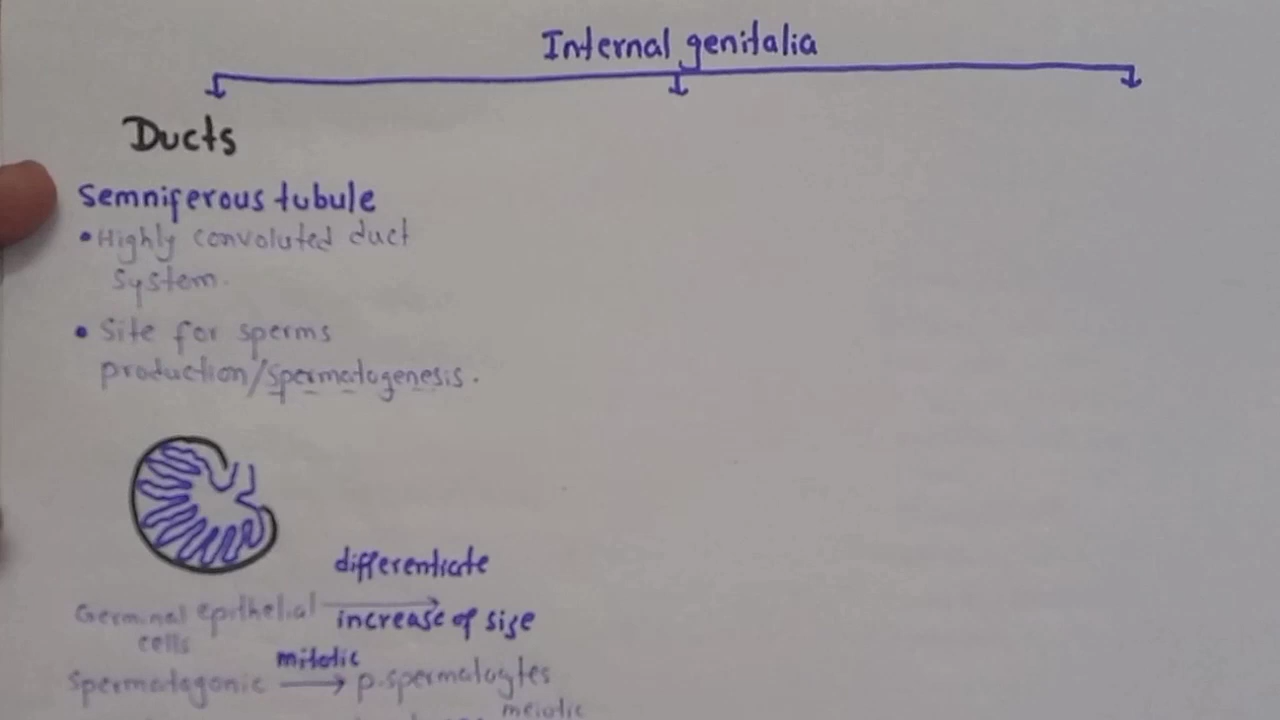 Internal genitalia
Ducts
Semniferous tubule
• Highly convoluted duct
system.
• Site for sperms
production/spermatogenesis.
differentiate
Germinal epithelial
increase of size
cells
mitotic
Spermatogonic → p.spermatocytes
meiotic